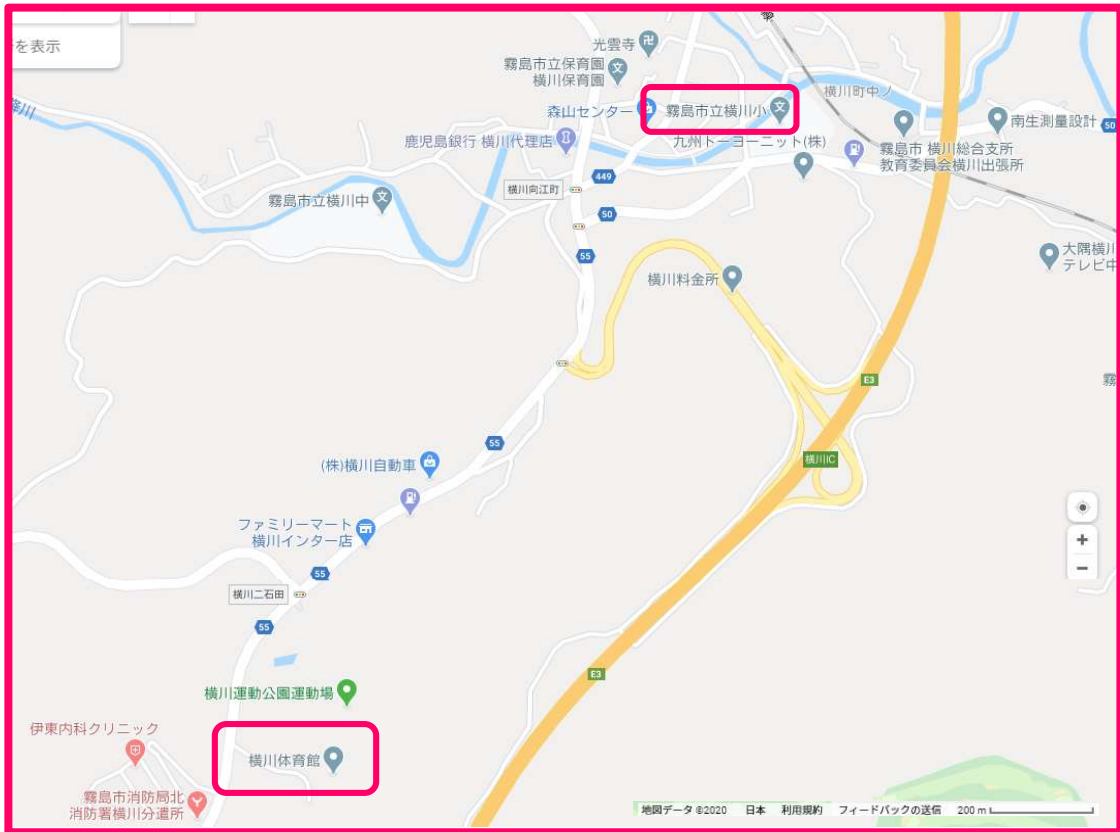 を表示
光雲寺
霧島市立保育園
横川保育園
森山センター
霧島市立横川小
横川町中ノ
南生測量設計
50
鹿児島銀行 横川代理店
九州トーヨーニット(株)
霧島市 横川総合支所
教育委員会横川出張所
449
横川向江町
霧島市立横川中
50
55
大隅横川
テレビ中
横川料金所
E3
霧
55
横川IC
(株)横川自動車
ファミリーマート
横川インター店
55
横川二石田
55
E3
横川運動公園運動場
伊東内科クリニック
横川体育館
霧島市消防局北
消防署横川分遣所
地図データ ©2020 日本 利用規約 フィードバックの送信 200 m